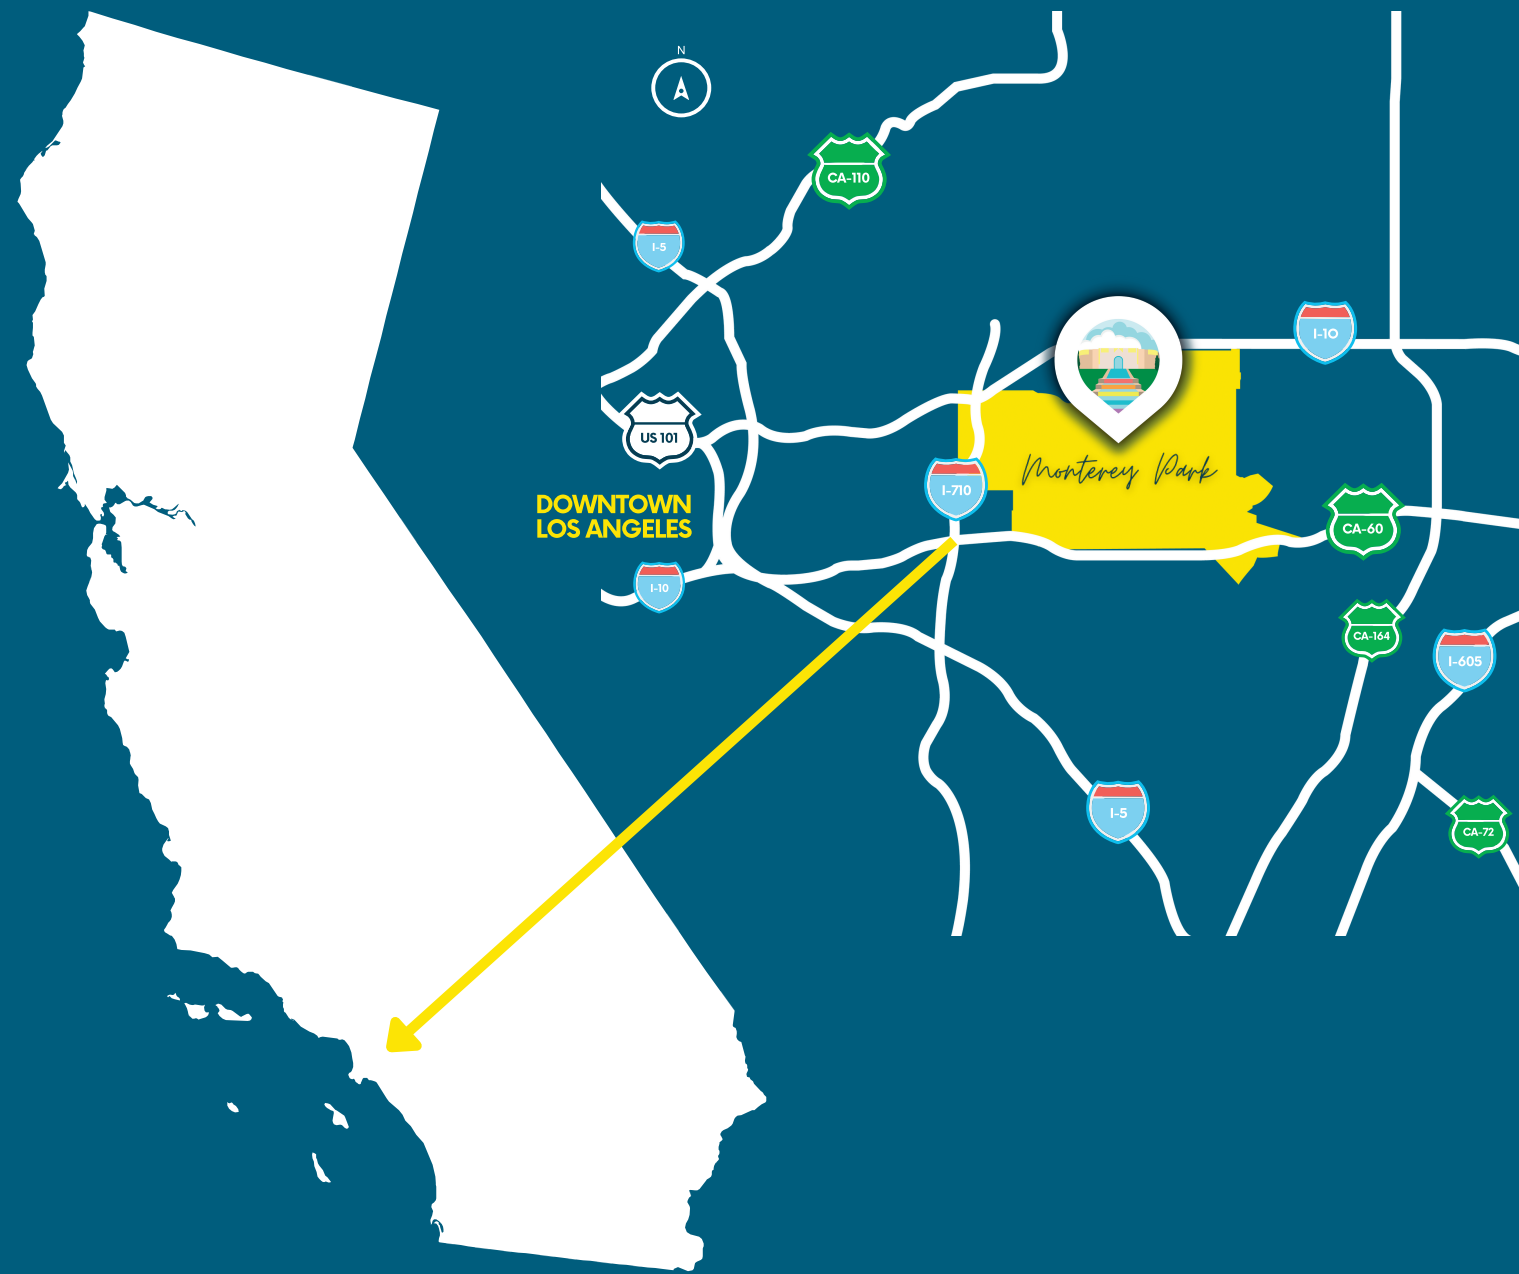 N
CA-110
I-5
I-10
US 101
Monterey Park
I-710
DOWNTOWN
LOS ANGELES
CA-60
I-10
CA-164
I-605
I-5
CA-72